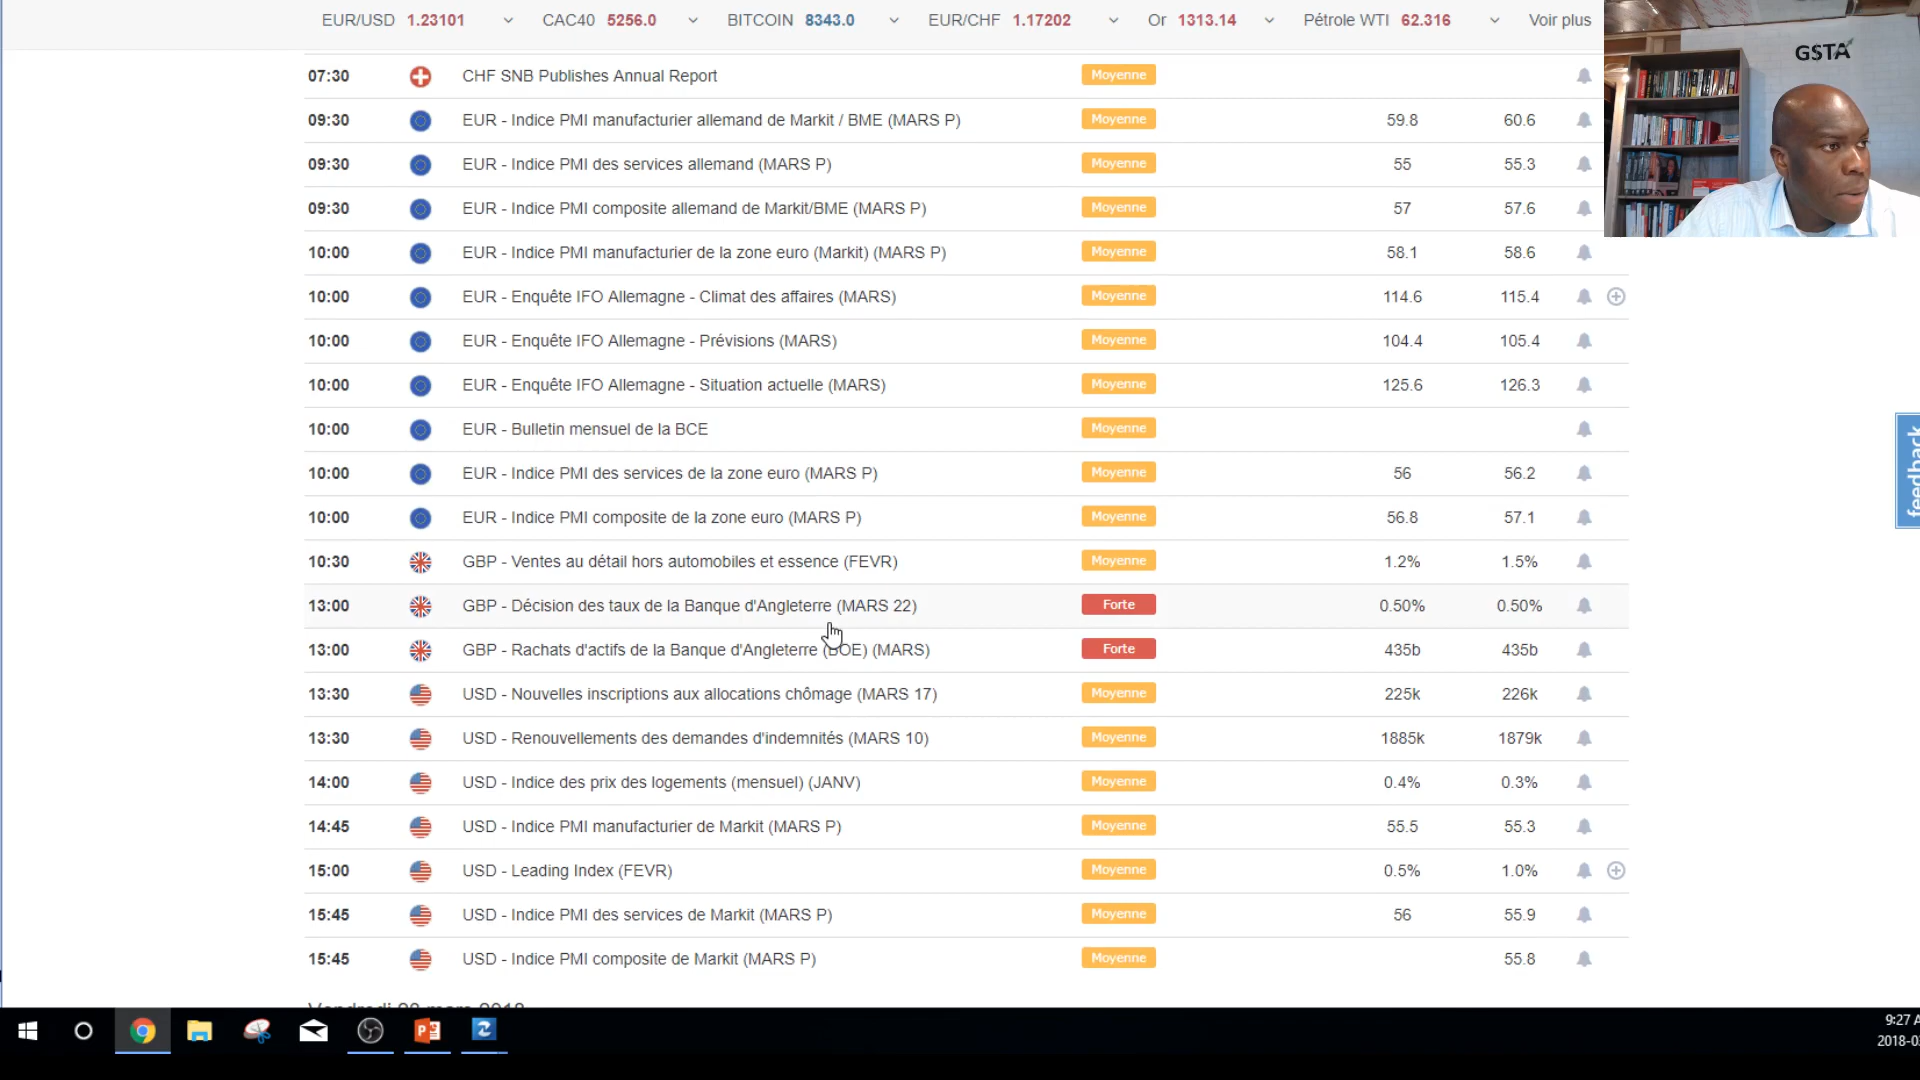 EUR/USD 1.23101 CAC40 5256.0 BITCOIN 8343.0 EUR/CHF 1.17202 Or 1313.14 Pétrole WTI 62.316 Voir plus
G$TA
07:30 CHF SNB Publishes Annual Report Moyenne
09:30 EUR - Indice PMI manufacturier allemand de Markit / BME (MARS P) Moyenne 59.8 60.6
09:30 EUR - Indice PMI des services allemand (MARS P) Moyenne 55 55.3
09:30 EUR - Indice PMI composite allemand de Markit/BME (MARS P) Moyenne 57 57.6
10:00 EUR - Indice PMI manufacturier de la zone euro (Markit) (MARS P) Moyenne 58.1 58.6
10:00 EUR - Enquête IFO Allemagne - Climat des affaires (MARS) Moyenne 114.6 115.4
10:00 EUR - Enquête IFO Allemagne - Prévisions (MARS) Moyenne 104.4 105.4
10:00 EUR - Enquête IFO Allemagne - Situation actuelle (MARS) Moyenne 125.6 126.3
10:00 EUR - Bulletin mensuel de la BCE Moyenne
feedback
10:00 EUR - Indice PMI des services de la zone euro (MARS P) Moyenne 56 56.2
10:00 EUR - Indice PMI composite de la zone euro (MARS P) Moyenne 56.8 57.1
10:30 GBP - Ventes au détail hors automobiles et essence (FEVR) Moyenne 1.2% 1.5%
13:00 GBP - Décision des taux de la Banque d'Angleterre (MARS 22) Forte 0.50% 0.50%
13:00 GBP - Rachats d'actifs de la Banque d'Angleterre (BOE) (MARS) Forte 435b 435b
13:30 USD - Nouvelles inscriptions aux allocations chômage (MARS 17) Moyenne 225k 226k
13:30 USD - Renouvellements des demandes d'indemnités (MARS 10) Moyenne 1885k 1879k
14:00 USD - Indice des prix des logements (mensuel) (JANV) Moyenne 0.4% 0.3%
14:45 USD - Indice PMI manufacturier de Markit (MARS P) Moyenne 55.5 55.3
15:00 USD - Leading Index (FEVR) Moyenne 0.5% 1.0%
15:45 USD - Indice PMI des services de Markit (MARS P) Moyenne 56 55.9
15:45 USD - Indice PMI composite de Markit (MARS P) Moyenne 55.8
9:27 A
2018-0